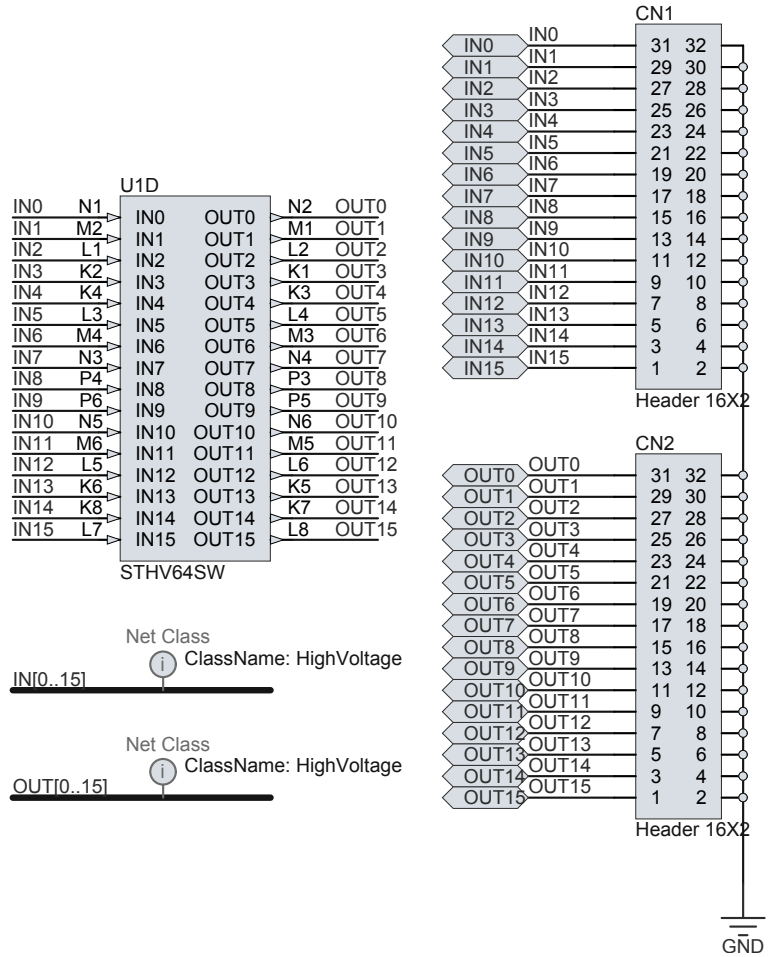 CN1
IN0 IN0 31 32
IN1 IN1 29 30
IN2 IN2 27 28
IN3 IN3 25 26
IN4 IN4 23 24
IN5 IN5 21 22
IN6 IN6 19 20
IN7 IN7 17 18
IN8 IN8 15 16
IN9 IN9 13 14
IN10 IN10 11 12
IN11 IN11 9 10
IN12 IN12 7 8
IN13 IN13 5 6
IN14 IN14 3 4
IN15 IN15 1 2
Header 16X2
U1D
IN0 N1 IN0 OUT0 N2 OUT0
IN1 M2 IN1 OUT1 M1 OUT1
IN2 L1 IN2 OUT2 L2 OUT2
IN3 K2 IN3 OUT3 K1 OUT3
IN4 K4 IN4 OUT4 K3 OUT4
IN5 L3 IN5 OUT5 L4 OUT5
IN6 M4 IN6 OUT6 M3 OUT6
IN7 N3 IN7 OUT7 N4 OUT7
IN8 P4 IN8 OUT8 P3 OUT8
IN9 P6 IN9 OUT9 P5 OUT9
IN10 N5 IN10 OUT10 N6 OUT10
IN11 M6 IN11 OUT11 M5 OUT11
IN12 L5 IN12 OUT12 L6 OUT12
IN13 K6 IN13 OUT13 K5 OUT13
IN14 K8 IN14 OUT14 K7 OUT14
IN15 L7 IN15 OUT15 L8 OUT15
STHV64SW
CN2
OUT0 OUT0 31 32
OUT1 OUT1 29 30
OUT2 OUT2 27 28
OUT3 OUT3 25 26
OUT4 OUT4 23 24
OUT5 OUT5 21 22
OUT6 OUT6 19 20
OUT7 OUT7 17 18
OUT8 OUT8 15 16
OUT9 OUT9 13 14
OUT10 OUT10 11 12
OUT11 OUT11 9 10
OUT12 OUT12 7 8
OUT13 OUT13 5 6
OUT14 OUT14 3 4
OUT15 OUT15 1 2
Header 16X2
Net Class
i ClassName: HighVoltage
IN[0..15]
Net Class
i ClassName: HighVoltage
OUT[0..15]
GND